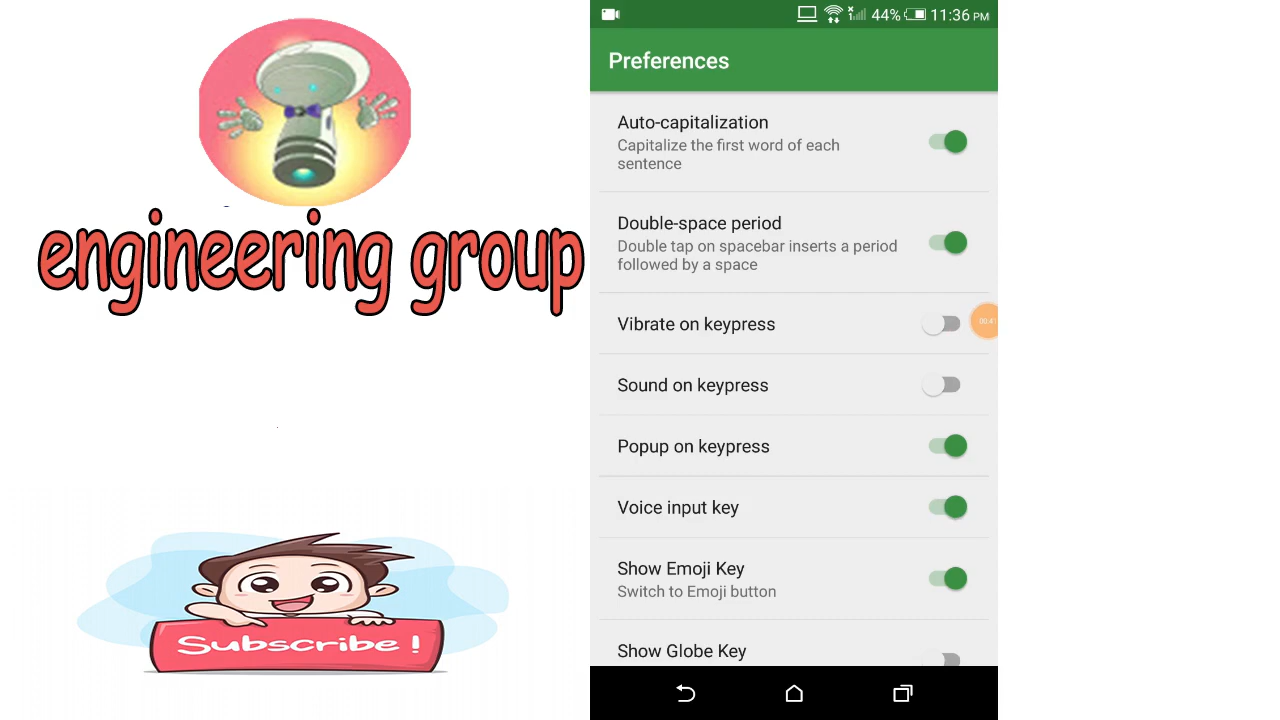 engineering group
Subscribe !
44% 11:36 PM
Preferences
Auto-capitalization
Capitalize the first word of each
sentence
Double-space period
Double tap on spacebar inserts a period
followed by a space
Vibrate on keypress
00:41
Sound on keypress
Popup on keypress
Voice input key
Show Emoji Key
Switch to Emoji button
Show Globe Key